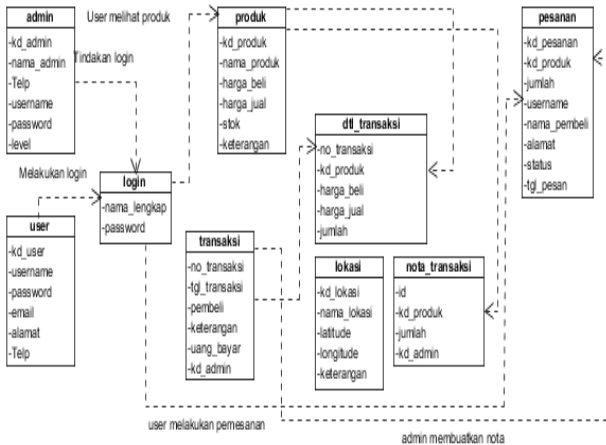 admin
-kd_admin
-nama_admin
-Telp
-username
-password
-level
User melihat produk
Tindakan login
produk
-kd_produk
-nama_produk
-harga_beli
-harga_jual
-stok
-keterangan
pesanan
-kd_pesanan
-kd_produk
-jumlah
-username
-nama_pembeli
-alamat
-status
-tgl_pesan
dtl_transaksi
-no_transaksi
-kd_produk
-harga_beli
-harga_jual
-jumlah
Melakukan login
login
-nama_lengkap
-password
user
-kd_user
-username
-password
-email
-alamat
-Telp
transaksi
-no_transaksi
-tgl_transaksi
-pembeli
-keterangan
-uang_bayar
-kd_admin
lokasi
-kd_lokasi
-nama_lokasi
-latitude
-longitude
-keterangan
nota_transaksi
-id
-kd_produk
-jumlah
-kd_admin
user melakukan pemesanan
admin membuatkan nota